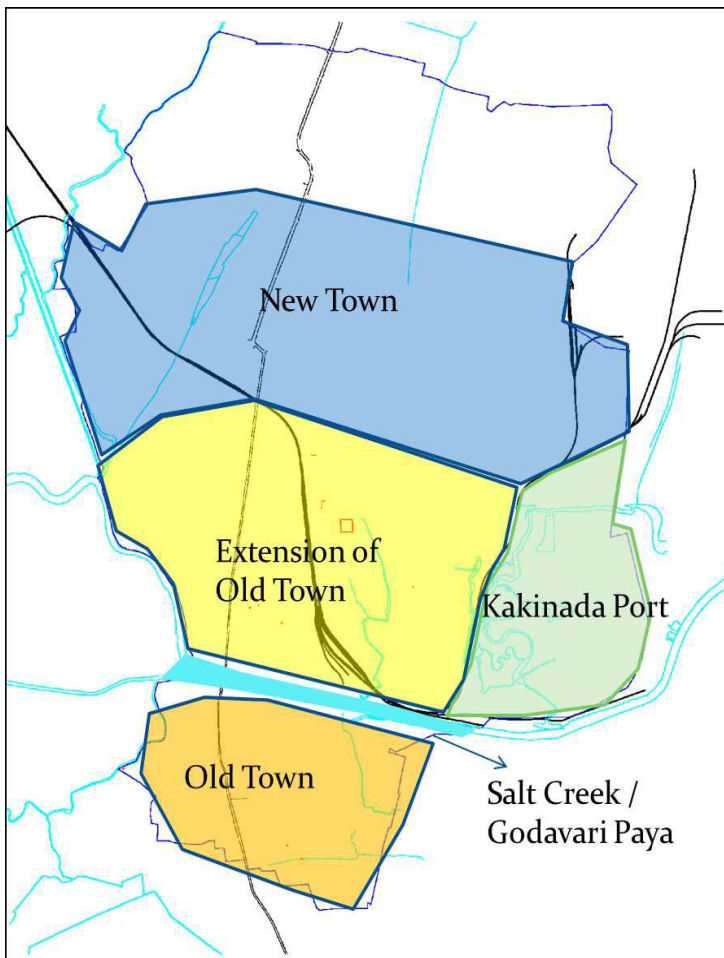 New Town
Extension of
Old Town
Kakinada Port
Old Town
Salt Creek /
Godavari Paya